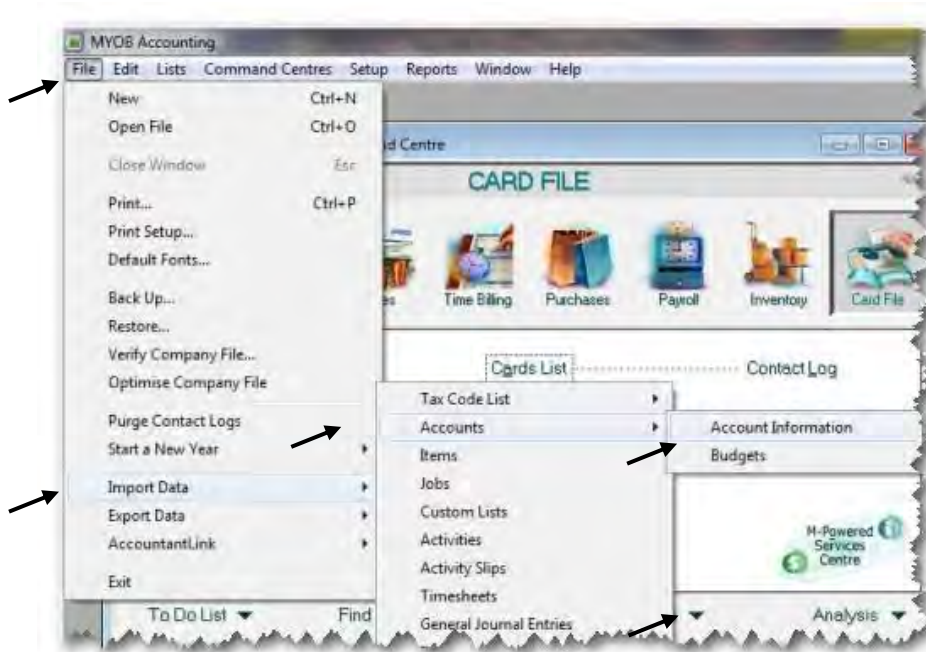 MYOB Accounting
File Edit Lists Command Centres Setup Reports Window Help
New Ctrl+N
Open File Ctrl+O
Close Window Esc
Print... Ctrl+P
Print Setup...
Default Fonts...
Back Up...
Restore...
Verify Company File...
Optimise Company File
Purge Contact Logs
Start a New Year
Import Data
Export Data
AccountantLink
Exit
Centre
CARD FILE
Time Billing Purchases Payroll Inventory Card File
Cards List Contact Log
Tax Code List
Accounts
Items
Jobs
Custom Lists
Activities
Activity Slips
Timesheets
General Journal Entries
Account Information
Budgets
M-Powered
Services
Centre
To Do List Find Analysis